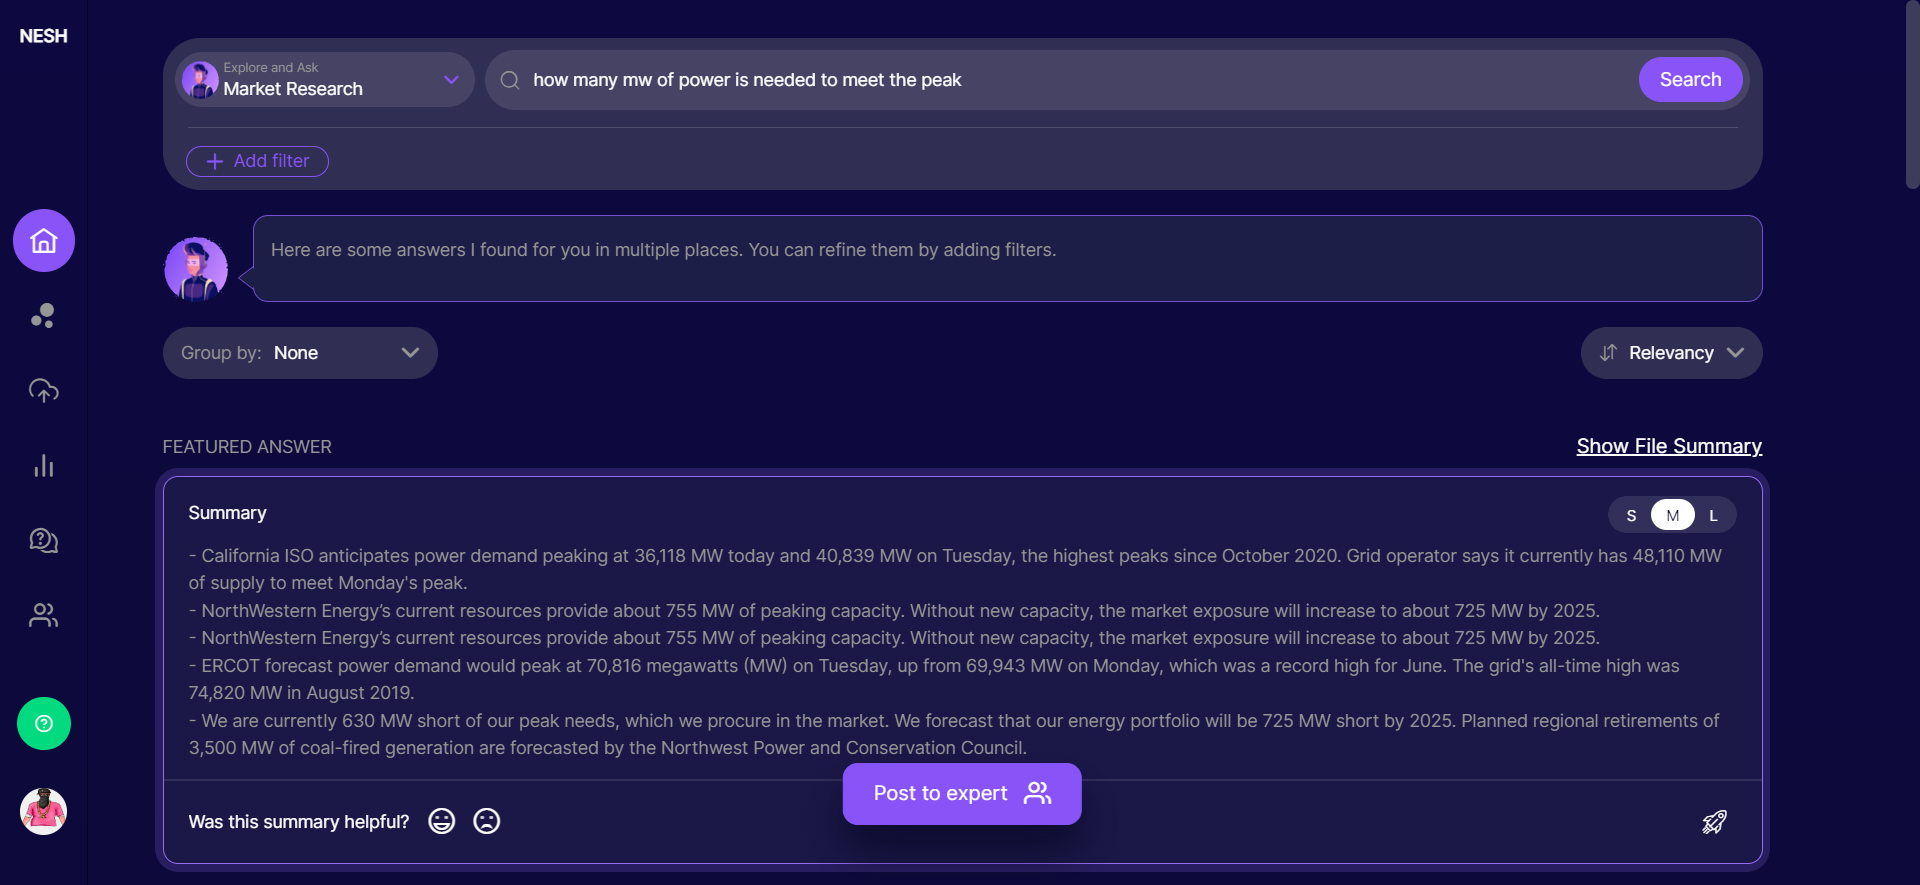 NESH
Explore and Ask
Market Research
how many mw of power is needed to meet the peak
Search
Add filter
Here are some answers I found for you in multiple places. You can refine them by adding filters.
Group by: None
Relevancy
FEATURED ANSWER
Show File Summary
Summary
S M L
- California ISO anticipates power demand peaking at 36,118 MW today and 40,839 MW on Tuesday, the highest peaks since October 2020. Grid operator says it currently has 48,110 MW
of supply to meet Monday's peak.
- NorthWestern Energy’s current resources provide about 755 MW of peaking capacity. Without new capacity, the market exposure will increase to about 725 MW by 2025.
- NorthWestern Energy’s current resources provide about 755 MW of peaking capacity. Without new capacity, the market exposure will increase to about 725 MW by 2025.
- ERCOT forecast power demand would peak at 70,816 megawatts (MW) on Tuesday, up from 69,943 MW on Monday, which was a record high for June. The grid's all-time high was
74,820 MW in August 2019.
- We are currently 630 MW short of our peak needs, which we procure in the market. We forecast that our energy portfolio will be 725 MW short by 2025. Planned regional retirements of
3,500 MW of coal-fired generation are forecasted by the Northwest Power and Conservation Council.
Post to expert
Was this summary helpful?